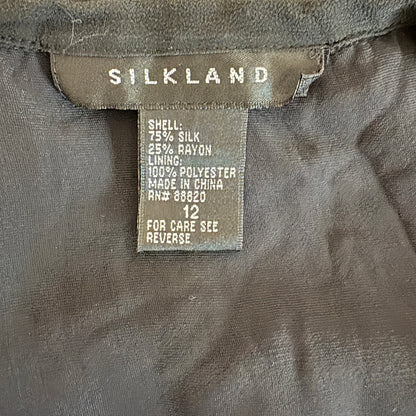 SILKLAND
SHELL:
75% SILK
25% RAYON
LINING:
100% POLYESTER
MADE IN CHINA
RN# 88820
12
FOR CARE SEE
REVERSE